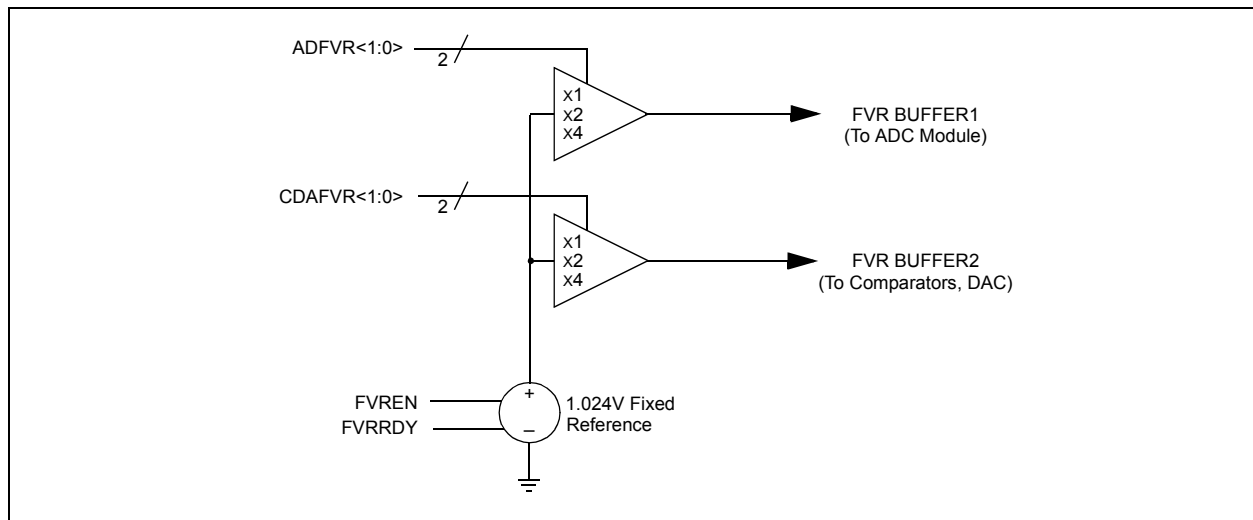 ADFVR<1:0>
2
X1
X2
X4
FVR BUFFER1
(To ADC Module)
CDAFVR<1:0>
2
X1
X2
X4
FVR BUFFER2
(To Comparators, DAC)
FVREN
FVRRDY
+
–
1.024V Fixed
Reference